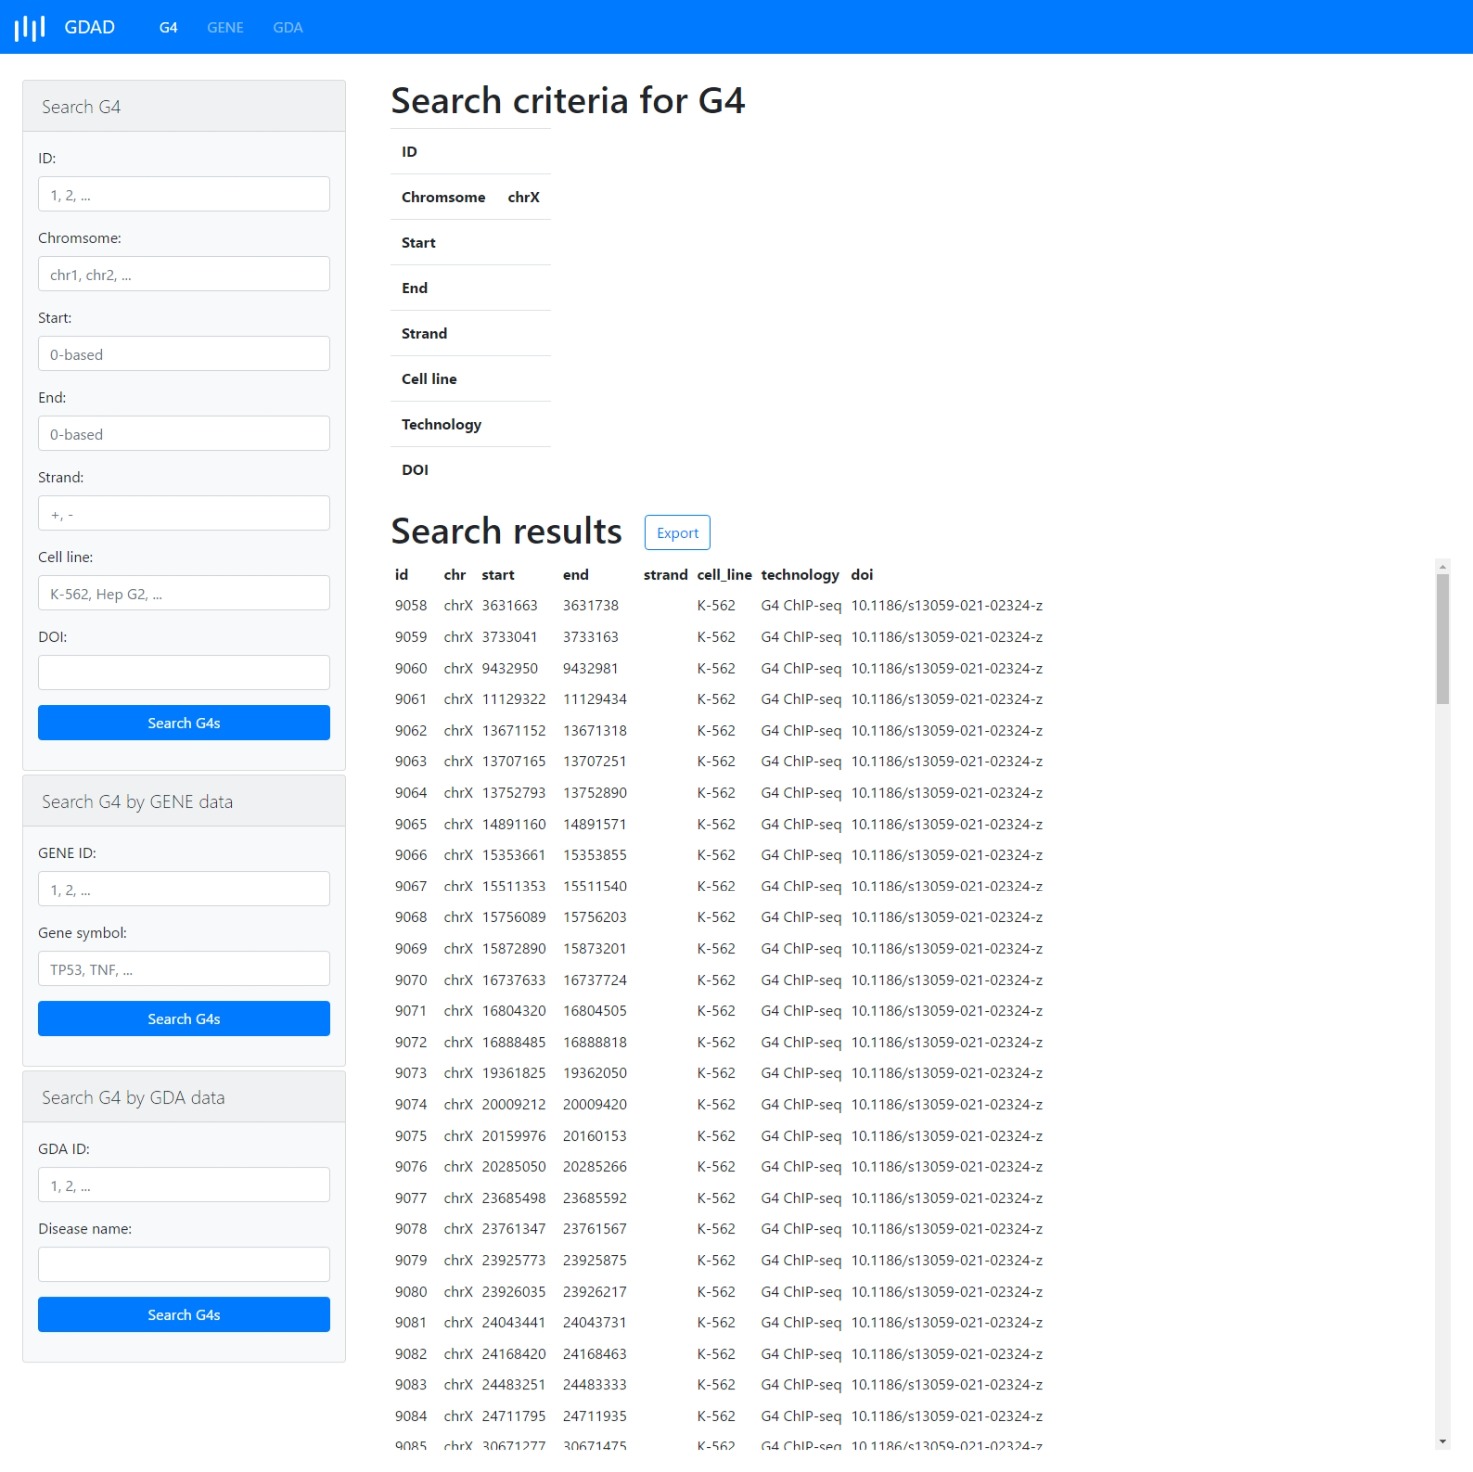 GDAD G4 GENE GDA
Search G4
ID:
1, 2, ...
Chromsome:
chr1, chr2, ...
Start:
0-based
End:
0-based
Strand:
+, -
Cell line:
K-562, Hep G2, ...
DOI:
Search G4s
Search G4 by GENE data
GENE ID:
1, 2, ...
Gene symbol:
TP53, TNF, ...
Search G4s
Search G4 by GDA data
GDA ID:
1, 2, ...
Disease name:
Search G4s
Search criteria for G4
ID
Chromsome chrX
Start
End
Strand
Cell line
Technology
DOI
Search results Export
id chr start end strand cell_line technology doi
9058 chrX 3631663 3631738 K-562 G4 ChIP-seq 10.1186/s13059-021-02324-z
9059 chrX 3733041 3733163 K-562 G4 ChIP-seq 10.1186/s13059-021-02324-z
9060 chrX 9432950 9432981 K-562 G4 ChIP-seq 10.1186/s13059-021-02324-z
9061 chrX 11129322 11129434 K-562 G4 ChIP-seq 10.1186/s13059-021-02324-z
9062 chrX 13671152 13671318 K-562 G4 ChIP-seq 10.1186/s13059-021-02324-z
9063 chrX 13707165 13707251 K-562 G4 ChIP-seq 10.1186/s13059-021-02324-z
9064 chrX 13752793 13752890 K-562 G4 ChIP-seq 10.1186/s13059-021-02324-z
9065 chrX 14891160 14891571 K-562 G4 ChIP-seq 10.1186/s13059-021-02324-z
9066 chrX 15353661 15353855 K-562 G4 ChIP-seq 10.1186/s13059-021-02324-z
9067 chrX 15511353 15511540 K-562 G4 ChIP-seq 10.1186/s13059-021-02324-z
9068 chrX 15756089 15756203 K-562 G4 ChIP-seq 10.1186/s13059-021-02324-z
9069 chrX 15872890 15873201 K-562 G4 ChIP-seq 10.1186/s13059-021-02324-z
9070 chrX 16737633 16737724 K-562 G4 ChIP-seq 10.1186/s13059-021-02324-z
9071 chrX 16804320 16804505 K-562 G4 ChIP-seq 10.1186/s13059-021-02324-z
9072 chrX 16888485 16888818 K-562 G4 ChIP-seq 10.1186/s13059-021-02324-z
9073 chrX 19361825 19362050 K-562 G4 ChIP-seq 10.1186/s13059-021-02324-z
9074 chrX 20009212 20009420 K-562 G4 ChIP-seq 10.1186/s13059-021-02324-z
9075 chrX 20159976 20160153 K-562 G4 ChIP-seq 10.1186/s13059-021-02324-z
9076 chrX 20285050 20285266 K-562 G4 ChIP-seq 10.1186/s13059-021-02324-z
9077 chrX 23685498 23685592 K-562 G4 ChIP-seq 10.1186/s13059-021-02324-z
9078 chrX 23761347 23761567 K-562 G4 ChIP-seq 10.1186/s13059-021-02324-z
9079 chrX 23925773 23925875 K-562 G4 ChIP-seq 10.1186/s13059-021-02324-z
9080 chrX 23926035 23926217 K-562 G4 ChIP-seq 10.1186/s13059-021-02324-z
9081 chrX 24043441 24043731 K-562 G4 ChIP-seq 10.1186/s13059-021-02324-z
9082 chrX 24168420 24168463 K-562 G4 ChIP-seq 10.1186/s13059-021-02324-z
9083 chrX 24483251 24483333 K-562 G4 ChIP-seq 10.1186/s13059-021-02324-z
9084 chrX 24711795 24711935 K-562 G4 ChIP-seq 10.1186/s13059-021-02324-z
9085 chrX 30671277 30671475 K-562 G4 ChIP-seq 10.1186/s13059-021-02324-z